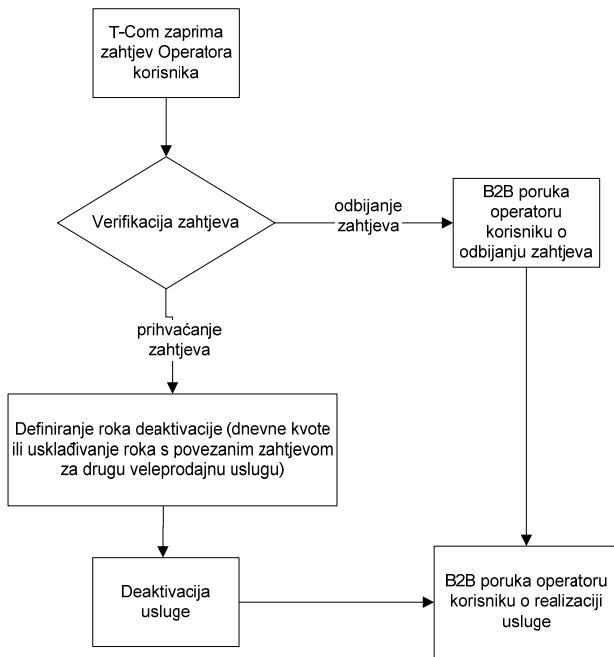 T-Com zaprima
zahtjev Operatora
korisnika
Verifikacija zahtjeva
odbijanje
zahtjeva
B2B poruka
operatoru
korisniku o
odbijanju zahtjeva
prihvaćanje
zahtjeva
Definiranje roka deaktivacije (dnevne kvote
ili usklađivanje roka s povezanim zahtjevom
za drugu veleprodajnu uslugu)
Deaktivacija
usluge
B2B poruka operatoru
korisniku o realizaciji
usluge